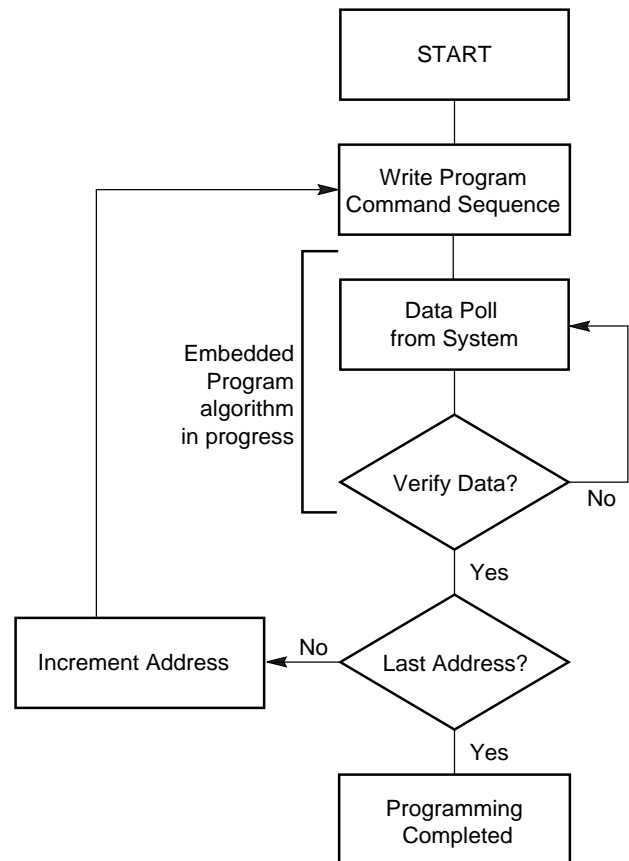 START
Write Program
Command Sequence
Data Poll
from System
Embedded
Program
algorithm
in progress
Verify Data?
No
Yes
No
Increment Address
Last Address?
Yes
Programming
Completed